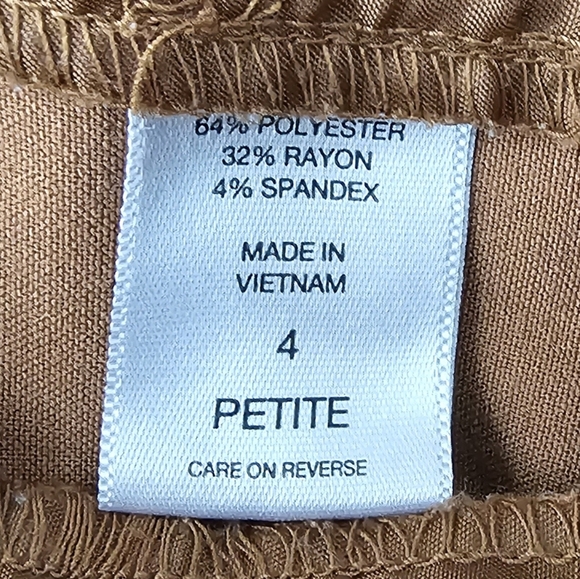 64% POLYESTER
32% RAYON
4% SPANDEX
MADE IN
VIETNAM
4
PETITE
CARE ON REVERSE